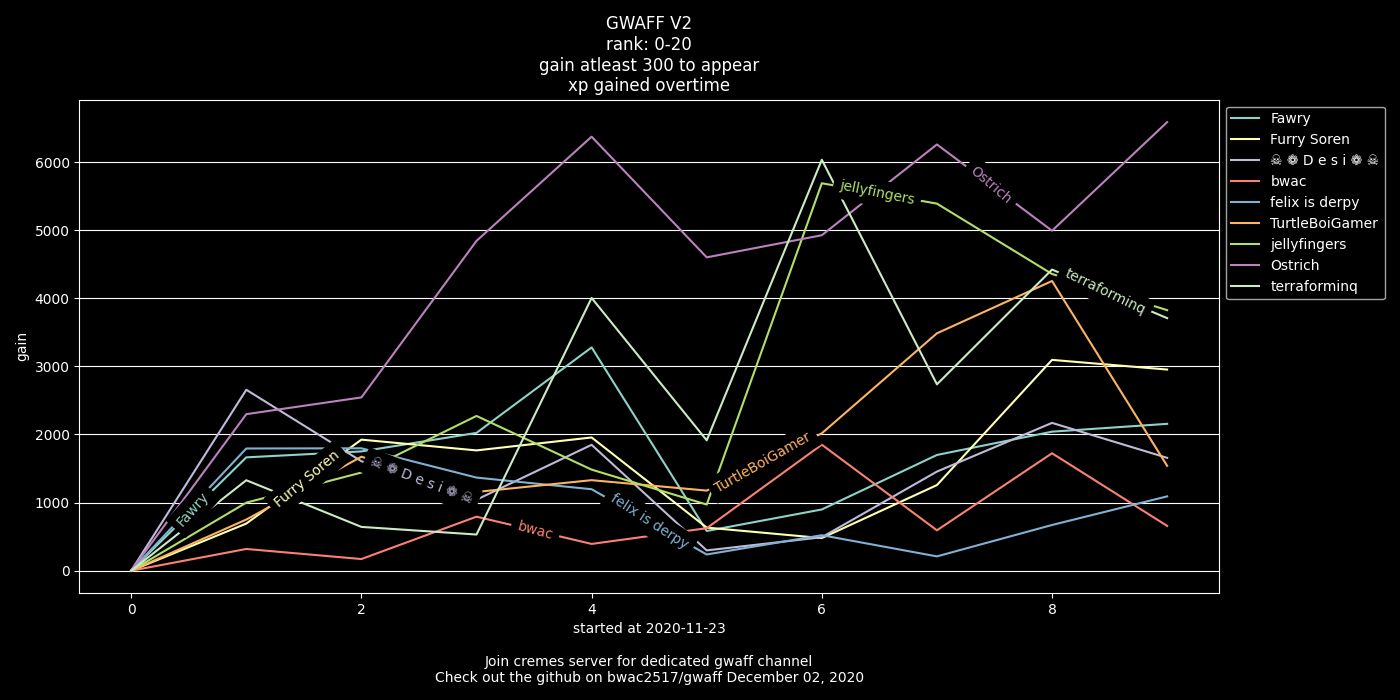 GWAFF V2
rank: 0-20
gain atleast 300 to appear
xp gained overtime
Fawry
Furry Soren
☠ ❁ D e s i ❁ ☠
bwac
felix is derpy
TurtleBoiGamer
jellyfingers
Ostrich
terraforminq
gain
6000
5000
4000
3000
2000
1000
0
Fawry
Furry Soren
☠ ❁ D e s i ❁ ☠
bwac
felix is derpy
TurtleBoiGamer
jellyfingers
Ostrich
terraforminq
0 2 4 6 8
started at 2020-11-23
Join cremes server for dedicated gwaff channel
Check out the github on bwac2517/gwaff December 02, 2020